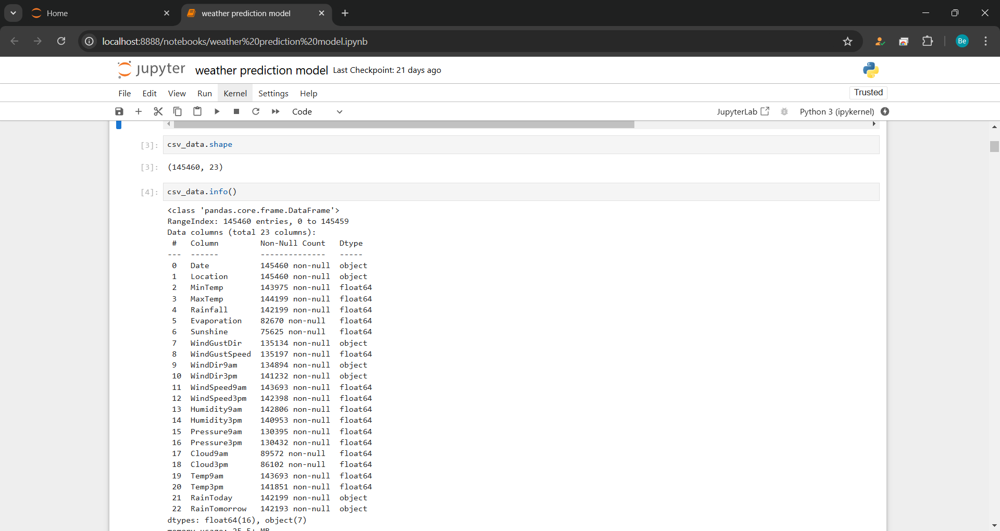 Home
weather prediction model
localhost:8888/notebooks/weather%20prediction%20model.ipynb
Be
jupyter weather prediction model Last Checkpoint: 21 days ago
File Edit View Run Kernel Settings Help
Trusted
Code
JupyterLab
Python 3 (ipykernel)
[3]: csv_data.shape
[3]: (145460, 23)
[4]: csv_data.info()
<class 'pandas.core.frame.DataFrame'>
RangeIndex: 145460 entries, 0 to 145459
Data columns (total 23 columns):
# Column Non-Null Count Dtype
--- ------ -------------- -----
0 Date 145460 non-null object
1 Location 145460 non-null object
2 MinTemp 143975 non-null float64
3 MaxTemp 144199 non-null float64
4 Rainfall 142199 non-null float64
5 Evaporation 82670 non-null float64
6 Sunshine 75625 non-null float64
7 WindGustDir 135134 non-null object
8 WindGustSpeed 135197 non-null float64
9 WindDir9am 134894 non-null object
10 WindDir3pm 141232 non-null object
11 WindSpeed9am 143693 non-null float64
12 WindSpeed3pm 142398 non-null float64
13 Humidity9am 142806 non-null float64
14 Humidity3pm 140953 non-null float64
15 Pressure9am 130395 non-null float64
16 Pressure3pm 130432 non-null float64
17 Cloud9am 89572 non-null float64
18 Cloud3pm 86102 non-null float64
19 Temp9am 143693 non-null float64
20 Temp3pm 141851 non-null float64
21 RainToday 142199 non-null object
22 RainTomorrow 142193 non-null object
dtypes: float64(16), object(7)
memory usage: 25.5+ MB